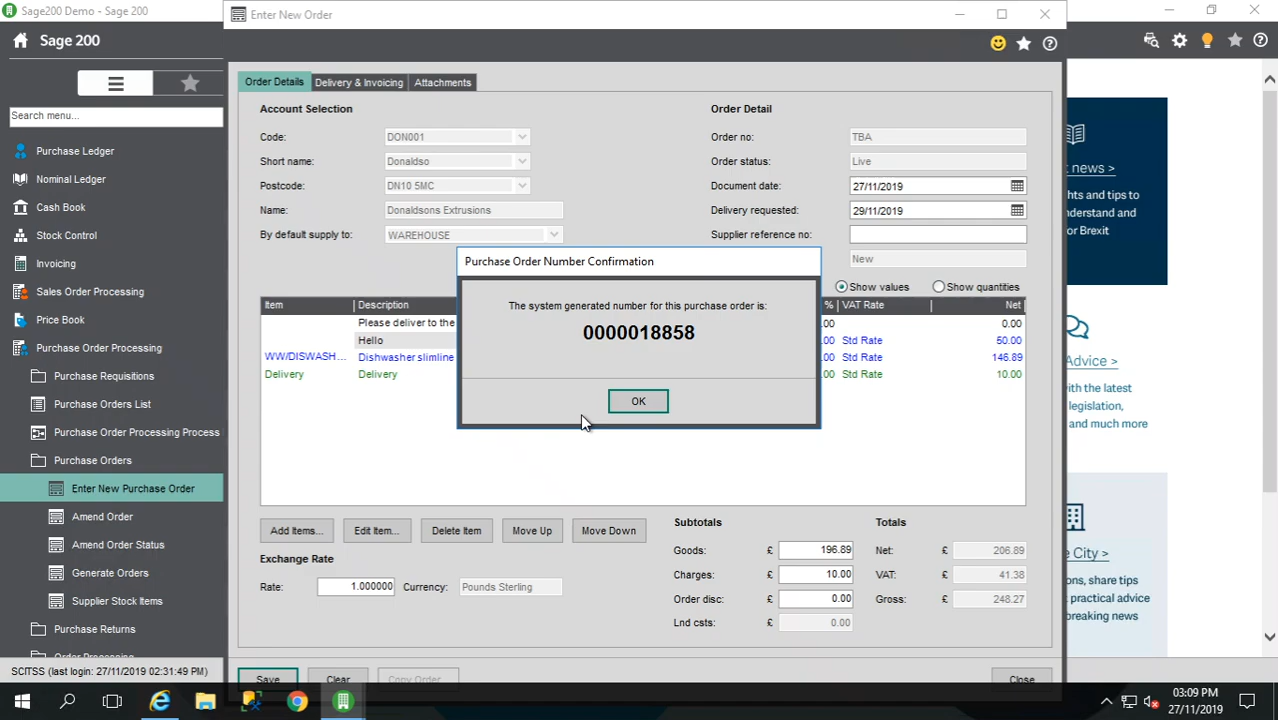 Sage200 Demo - Sage 200
Enter New Order
Sage 200
Search menu...
Purchase Ledger
Nominal Ledger
Cash Book
Stock Control
Invoicing
Sales Order Processing
Price Book
Purchase Order Processing
Purchase Requisitions
Purchase Orders List
Purchase Order Processing Process
Purchase Orders
Enter New Purchase Order
Amend Order
Amend Order Status
Generate Orders
Supplier Stock Items
Purchase Returns
Order Processing
SCITSS (last login: 27/11/2019 02:31:49 PM)
Order Details
Delivery & Invoicing
Attachments
Account Selection
Code: DON001
Short name: Donaldso
Postcode: DN10 5MC
Name: Donaldsons Extrusions
By default supply to: WAREHOUSE
Order Detail
Order no: TBA
Order status: Live
Document date: 27/11/2019
Delivery requested: 29/11/2019
Supplier reference no:
New
Show values Show quantities
Purchase Order Number Confirmation
The system generated number for this purchase order is:
0000018858
OK
Item Description % VAT Rate Net
Please deliver to the .00 0.00
Hello .00 Std Rate 50.00
WW/DISWASH... Dishwasher slimline .00 Std Rate 146.89
Delivery Delivery .00 Std Rate 10.00
Add Items... Edit Item... Delete Item Move Up Move Down
Exchange Rate
Rate: 1.000000 Currency: Pounds Sterling
Subtotals
Goods: £ 196.89
Charges: £ 10.00
Order disc: £ 0.00
Lnd csts: £ 0.00
Totals
Net: £ 206.89
VAT: £ 41.38
Gross: £ 248.27
Save Clear Copy Order Close
t news >
hts and tips to
nderstand and
or Brexit
Advice >
with the latest
legislation,
and much more
e City >
ons, share tips
practical advice
breaking news
03:09 PM
27/11/2019